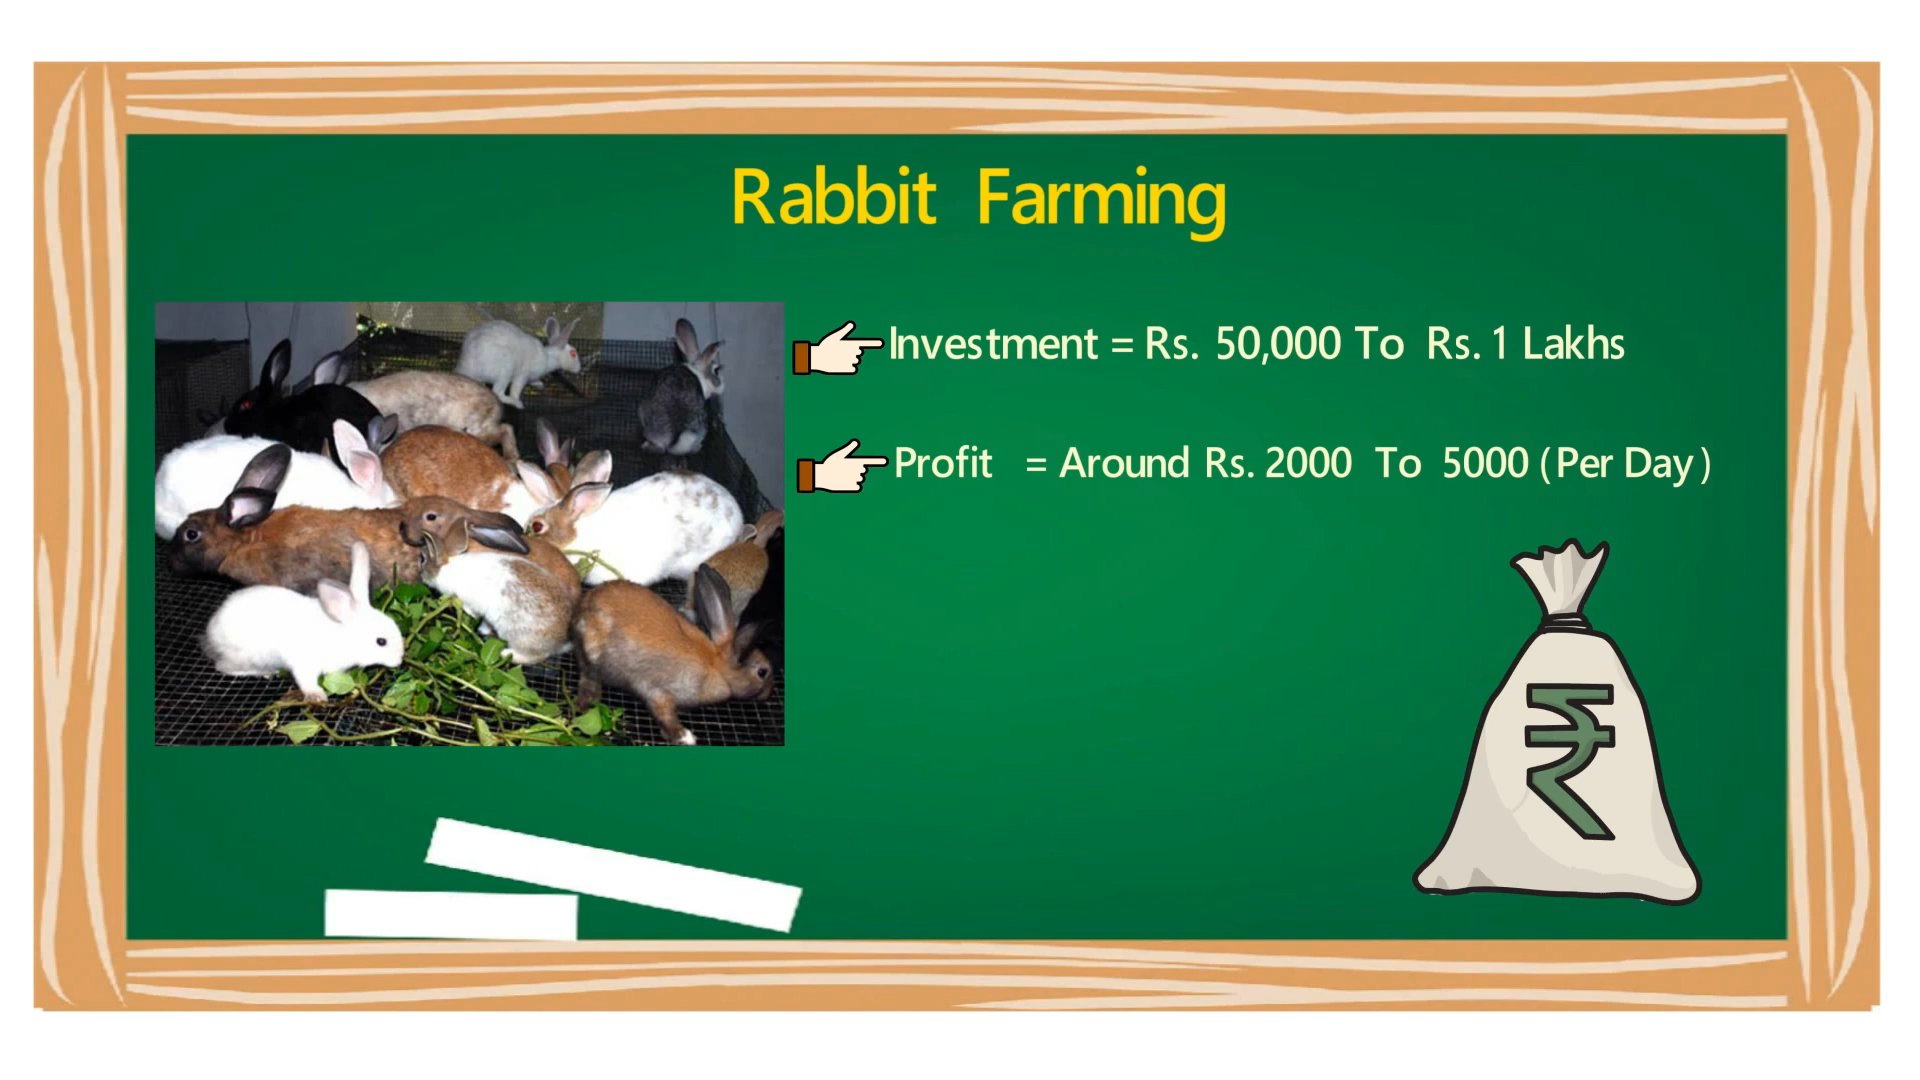 Rabbit Farming
Investment = Rs. 50,000 To Rs. 1 Lakhs
Profit = Around Rs. 2000 To 5000 (Per Day)
₹